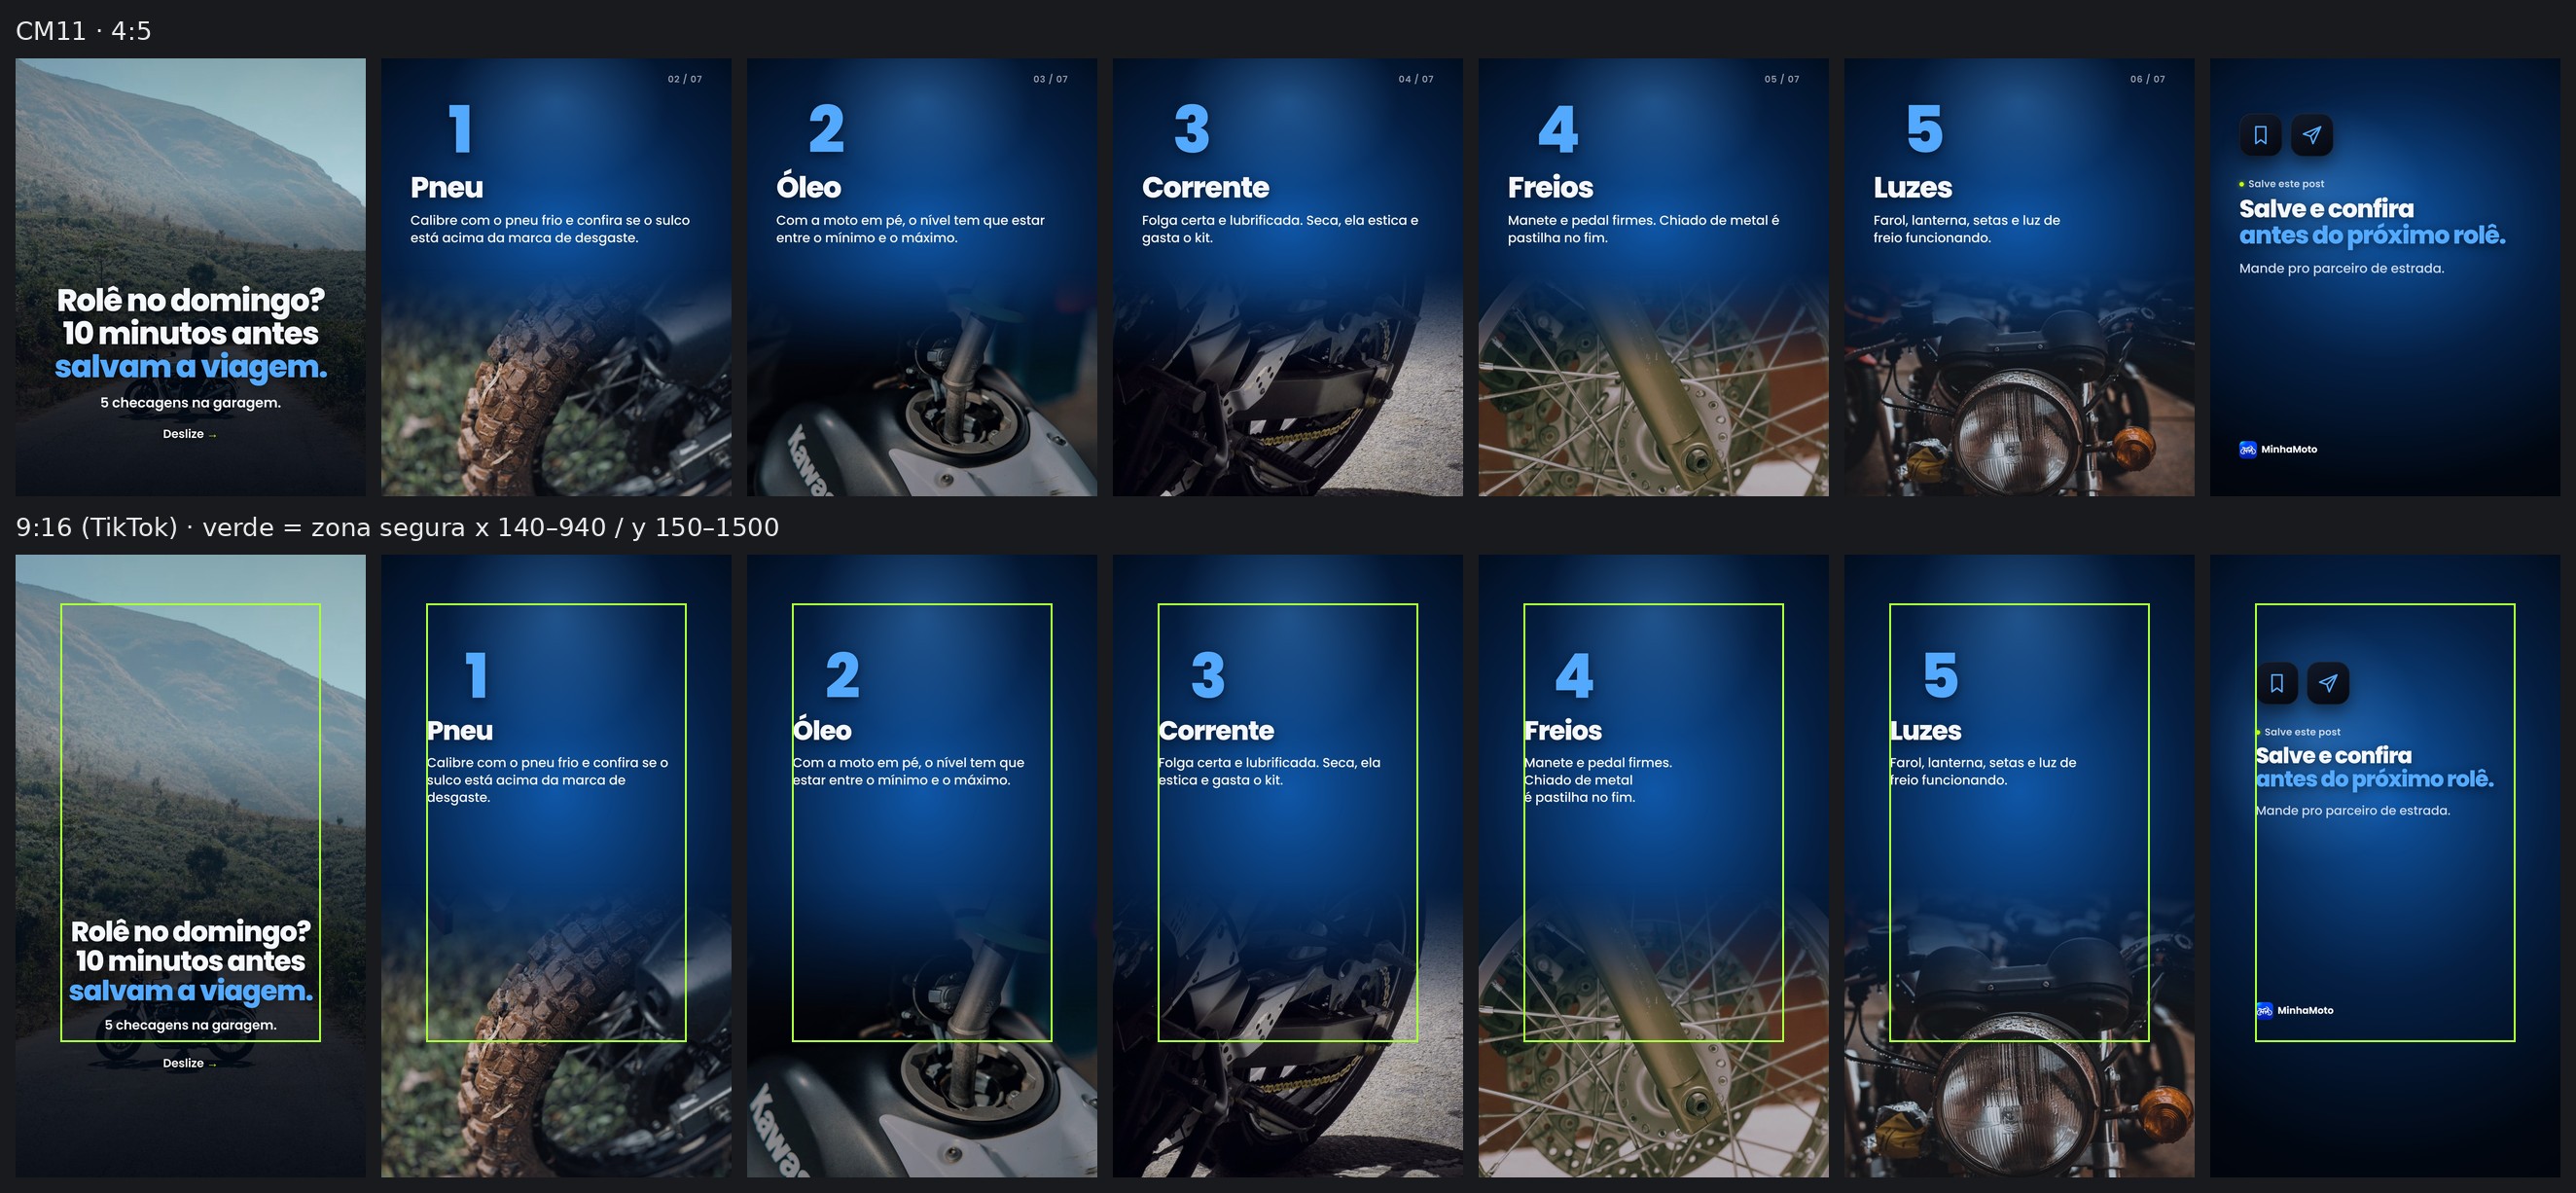 CM11 · 4:5
Rolê no domingo?
10 minutos antes
salvam a viagem.
5 checagens na garagem.
Deslize →
02 / 07
1
Pneu
Calibre com o pneu frio e confira se o sulco
está acima da marca de desgaste.
03 / 07
2
Óleo
Com a moto em pé, o nível tem que estar
entre o mínimo e o máximo.
Kawas
04 / 07
3
Corrente
Folga certa e lubrificada. Seca, ela estica e
gasta o kit.
05 / 07
4
Freios
Manete e pedal firmes. Chiado de metal é
pastilha no fim.
06 / 07
5
Luzes
Farol, lanterna, setas e luz de
freio funcionando.
Salve este post
Salve e confira
antes do próximo rolê.
Mande pro parceiro de estrada.
MinhaMoto
9:16 (TikTok) · verde = zona segura x 140–940 / y 150–1500
Rolê no domingo?
10 minutos antes
salvam a viagem.
5 checagens na garagem.
Deslize →
1
Pneu
Calibre com o pneu frio e confira se o
sulco está acima da marca de
desgaste.
2
Óleo
Com a moto em pé, o nível tem que
estar entre o mínimo e o máximo.
Kawas
3
Corrente
Folga certa e lubrificada. Seca, ela
estica e gasta o kit.
4
Freios
Manete e pedal firmes.
Chiado de metal
é pastilha no fim.
5
Luzes
Farol, lanterna, setas e luz de
freio funcionando.
Salve este post
Salve e confira
antes do próximo rolê.
Mande pro parceiro de estrada.
MinhaMoto